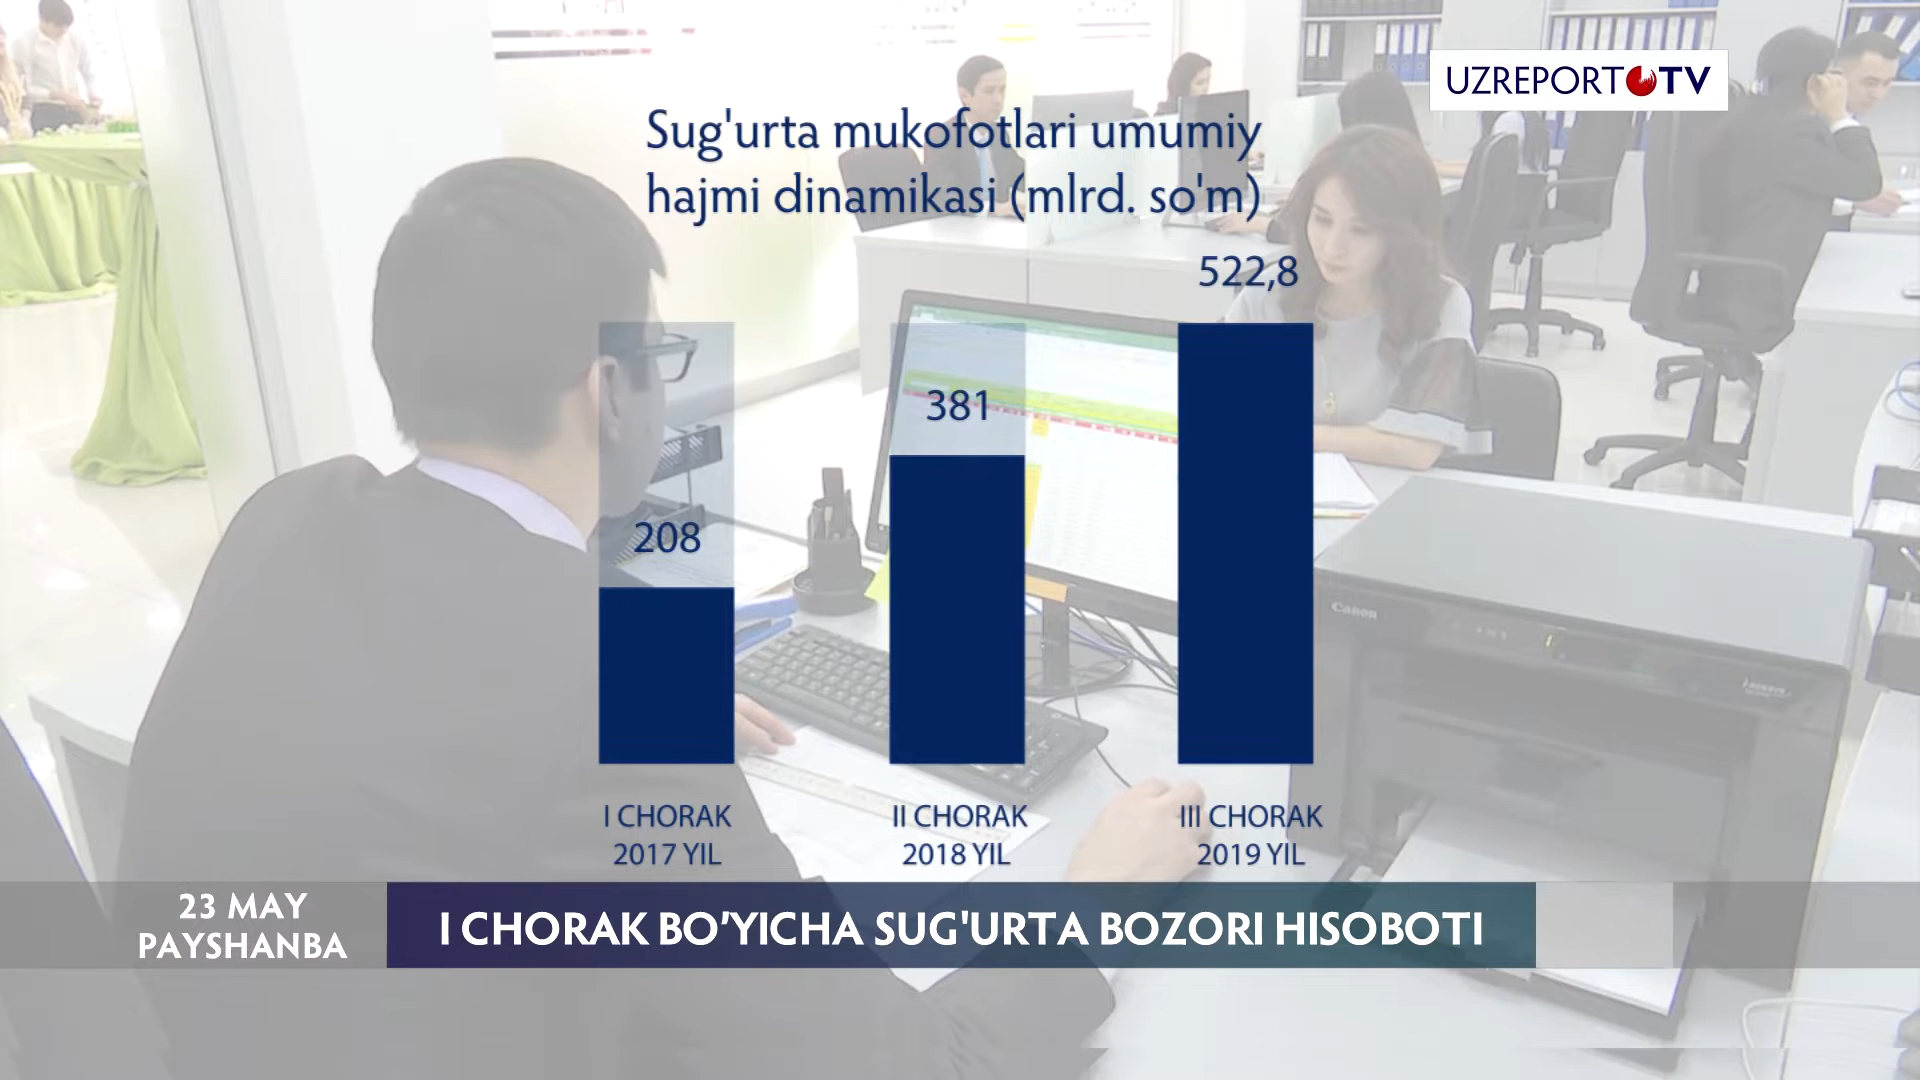 UZREPORT TV
Sug'urta mukofotlari umumiy
hajmi dinamikasi (mlrd. so'm)
522,8
381
208
Canon
I CHORAK
2017 YIL
II CHORAK
2018 YIL
III CHORAK
2019 YIL
23 MAY
PAYSHANBA
I CHORAK BO'YICHA SUG'URTA BOZORI HISOBOTI